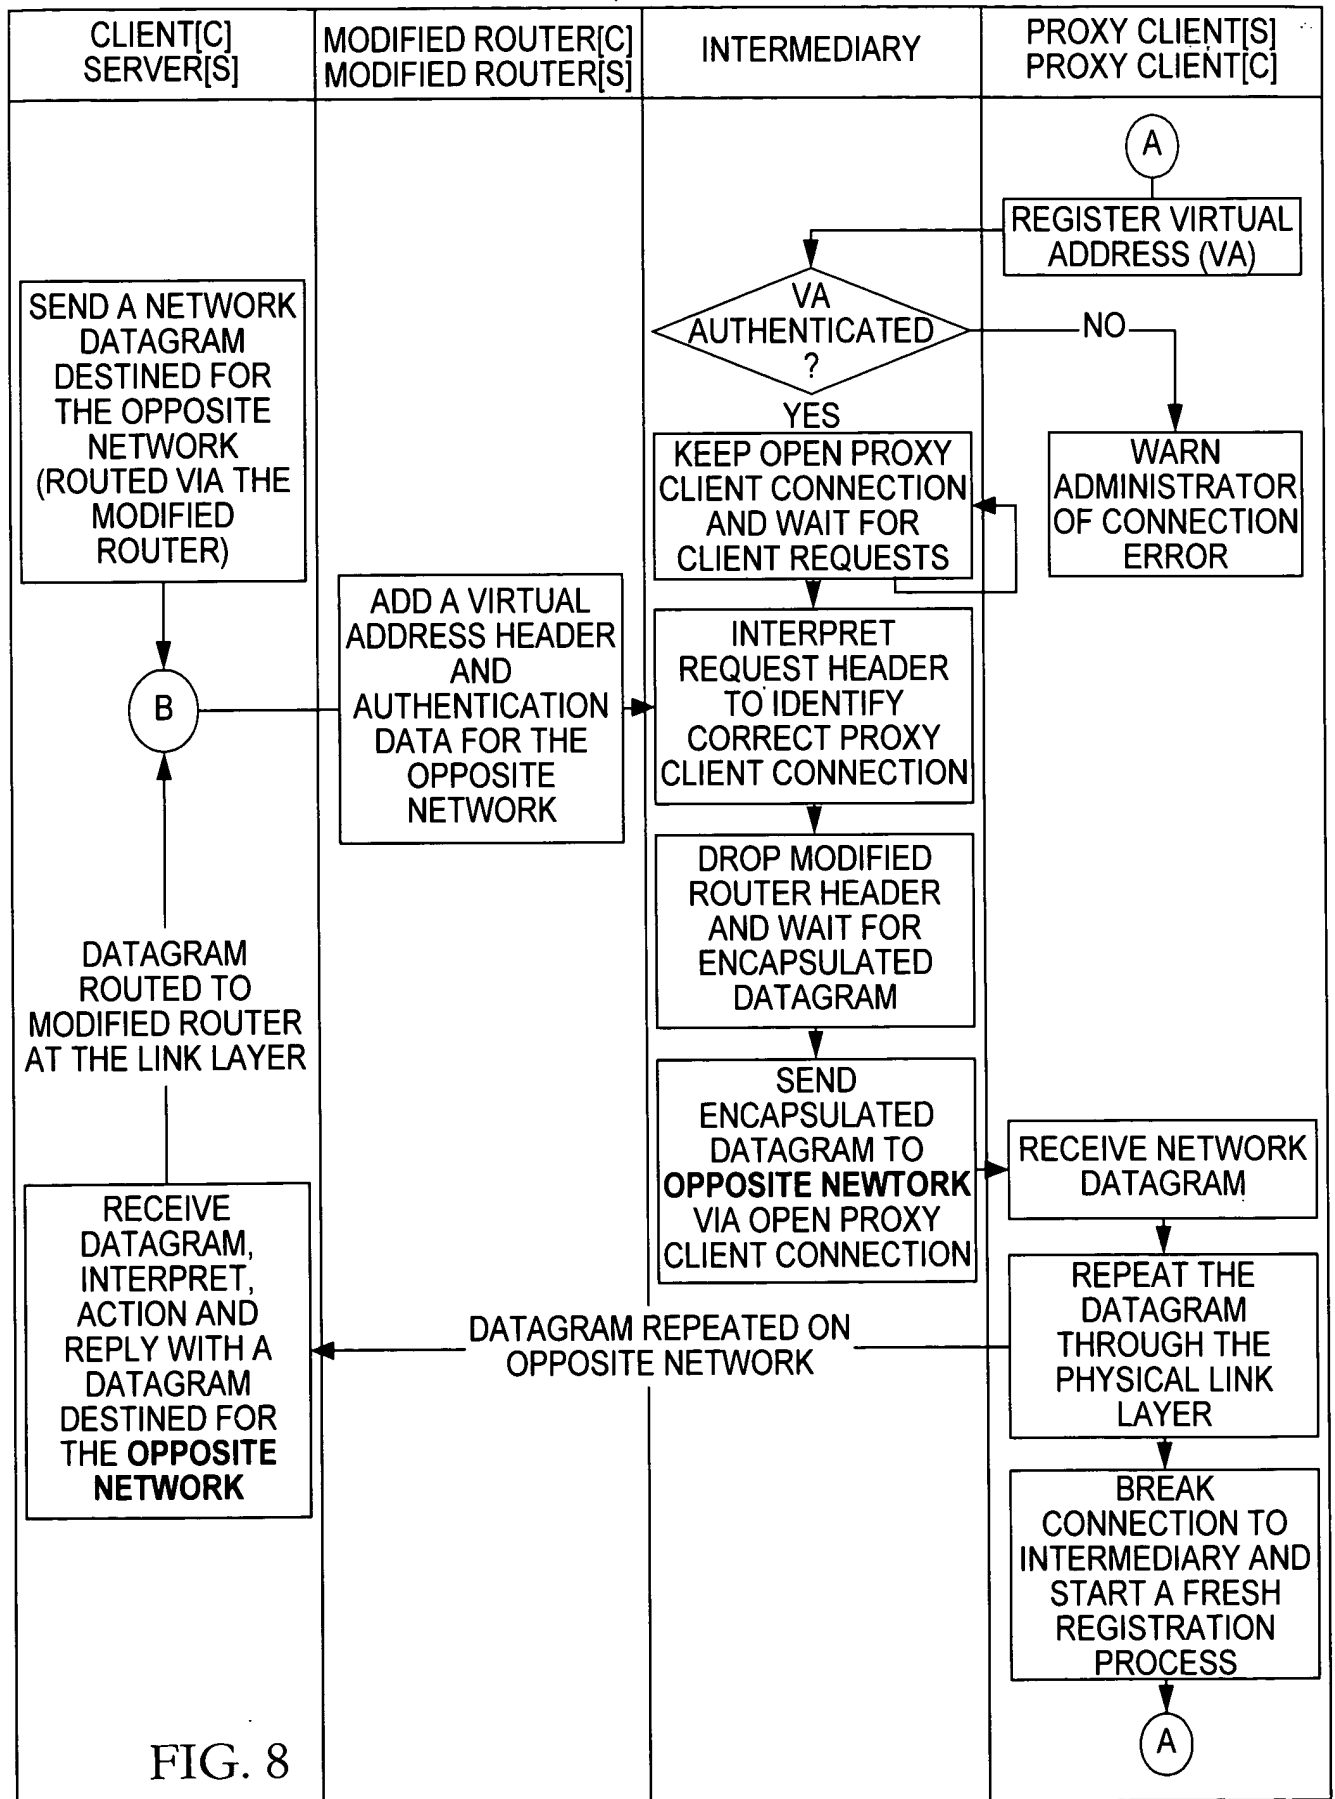 CLIENT[C]
SERVER[S]
MODIFIED ROUTER[C]
MODIFIED ROUTER[S]
INTERMEDIARY
PROXY CLIENT[S]
PROXY CLIENT[C]
A
REGISTER VIRTUAL
ADDRESS (VA)
VA
AUTHENTICATED
?
NO
YES
WARN
ADMINISTRATOR
OF CONNECTION
ERROR
SEND A NETWORK
DATAGRAM
DESTINED FOR
THE OPPOSITE
NETWORK
(ROUTED VIA THE
MODIFIED
ROUTER)
KEEP OPEN PROXY
CLIENT CONNECTION
AND WAIT FOR
CLIENT REQUESTS
B
ADD A VIRTUAL
ADDRESS HEADER
AND
AUTHENTICATION
DATA FOR THE
OPPOSITE
NETWORK
INTERPRET
REQUEST HEADER
TO IDENTIFY
CORRECT PROXY
CLIENT CONNECTION
DROP MODIFIED
ROUTER HEADER
AND WAIT FOR
ENCAPSULATED
DATAGRAM
DATAGRAM
ROUTED TO
MODIFIED ROUTER
AT THE LINK LAYER
SEND
ENCAPSULATED
DATAGRAM TO
OPPOSITE NEWTORK
VIA OPEN PROXY
CLIENT CONNECTION
RECEIVE NETWORK
DATAGRAM
REPEAT THE
DATAGRAM
THROUGH THE
PHYSICAL LINK
LAYER
DATAGRAM REPEATED ON
OPPOSITE NETWORK
RECEIVE
DATAGRAM,
INTERPRET,
ACTION AND
REPLY WITH A
DATAGRAM
DESTINED FOR
THE OPPOSITE
NETWORK
BREAK
CONNECTION TO
INTERMEDIARY AND
START A FRESH
REGISTRATION
PROCESS
A
FIG. 8